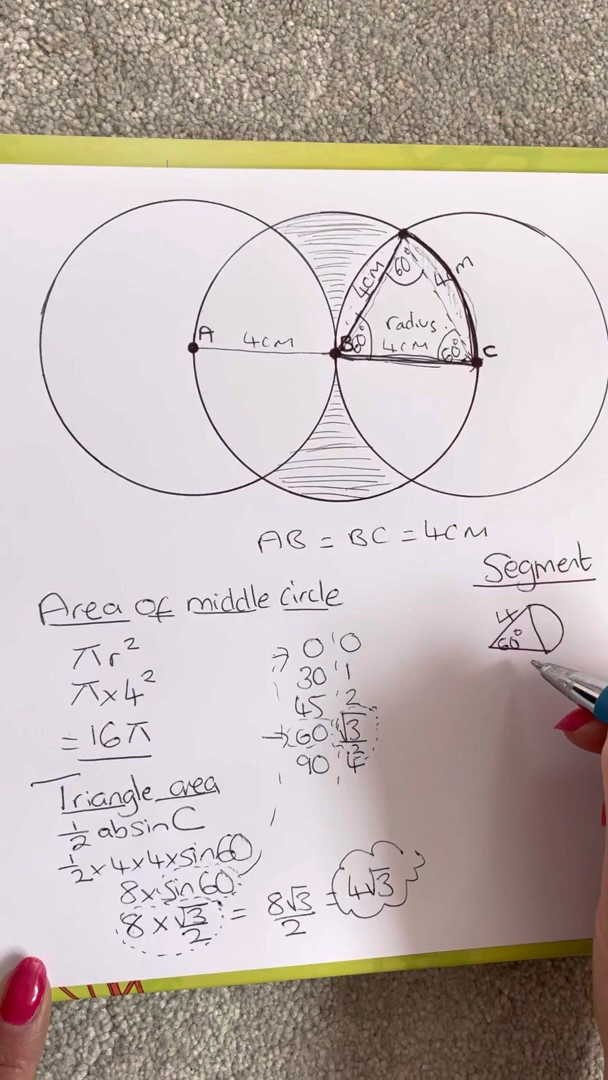 60°
4cm
4cm
radius
60°
60°
4cm
A
4cm
B
C
AB = BC = 4cm
Segment
4
60°
Area of middle circle
πr²
π×4²
= 16π
→ 0 0
30 1
45 2
→ 60 √3/2
90 4
Triangle area
½ absinC
½×4×4×sin60
8×sin60
8×√3/2 = 8√3/2 = 4√3